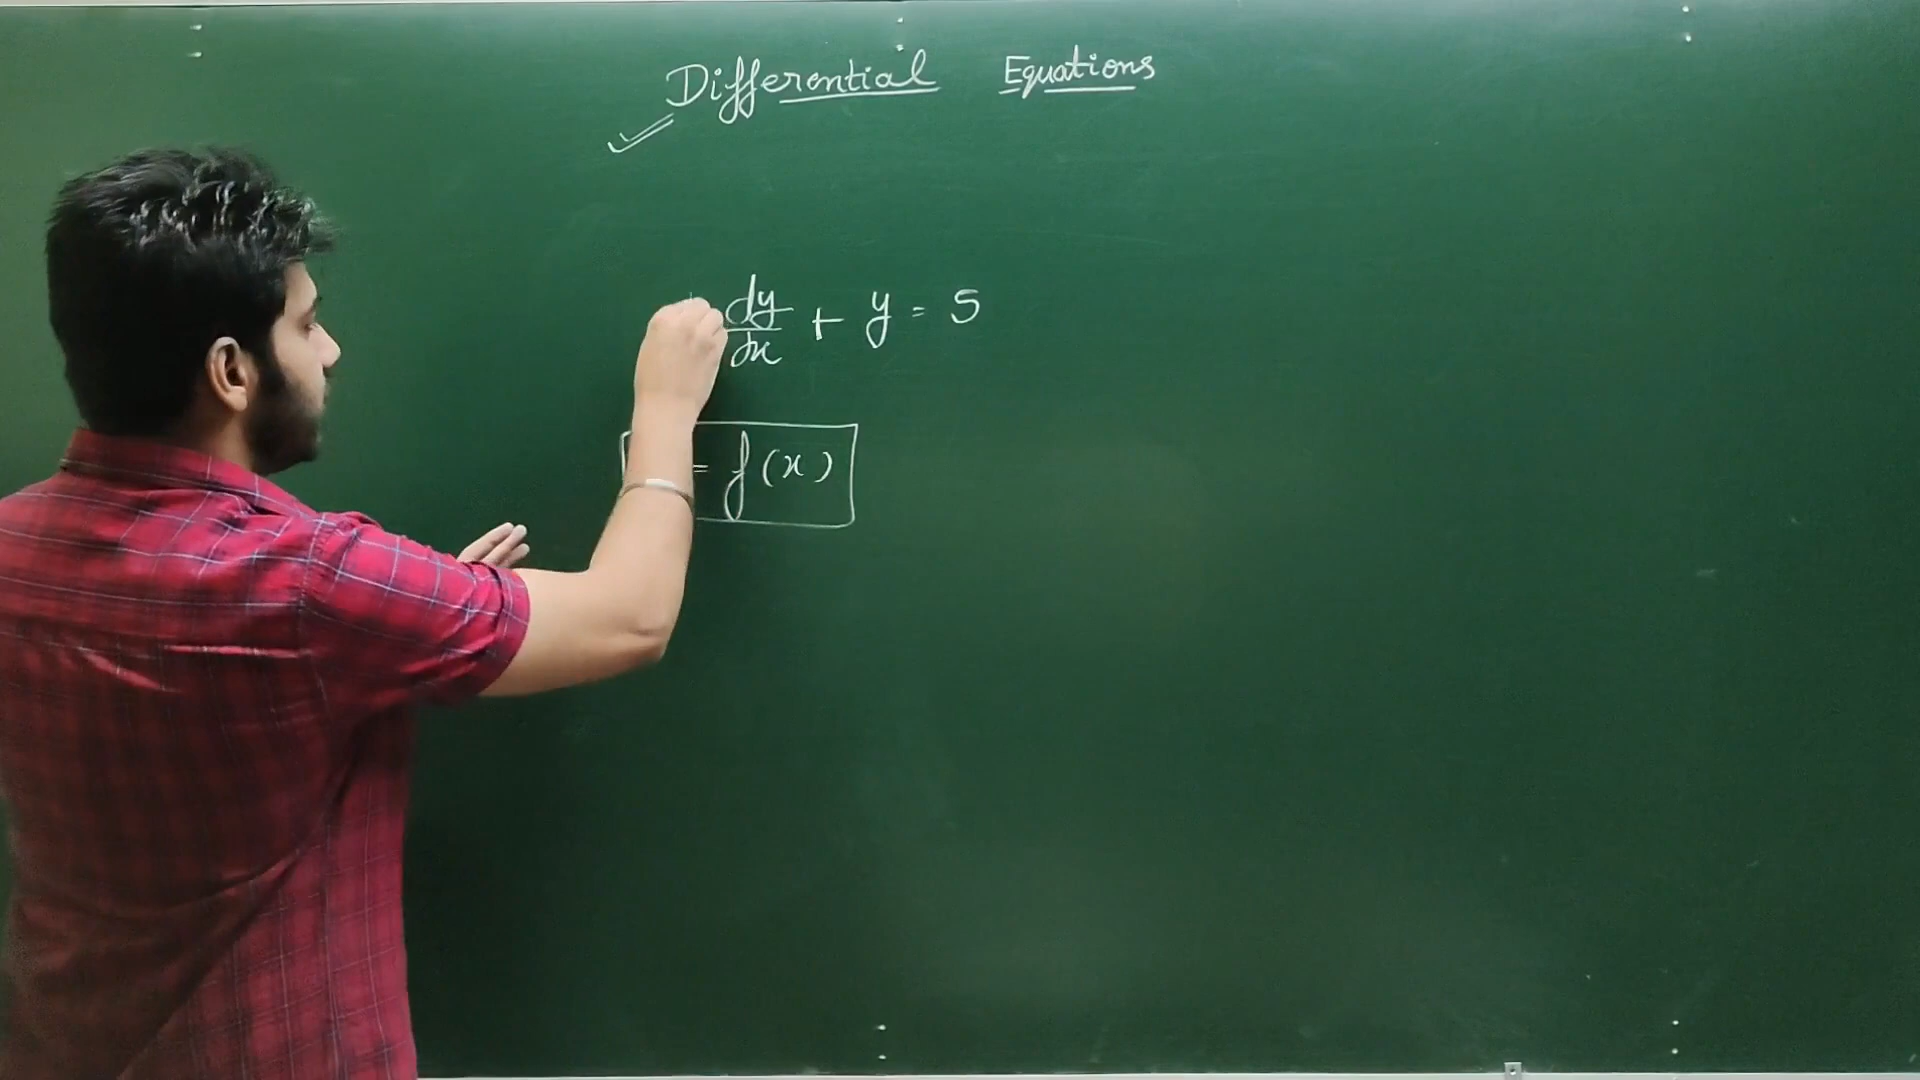 Differential Equations
dy/dx + y = 5
= f(x)